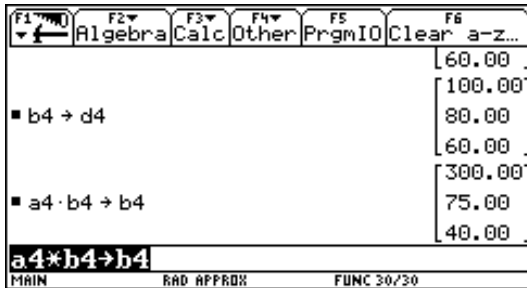 F1 F2 F3 F4 F5 F6
Algebra Calc Other PrgmIO Clear a-z…
60.00
100.00
b4 → d4 80.00
60.00
300.00
a4·b4 → b4 75.00
40.00
a4*b4→b4
MAIN RAD APPROX FUNC 30/30